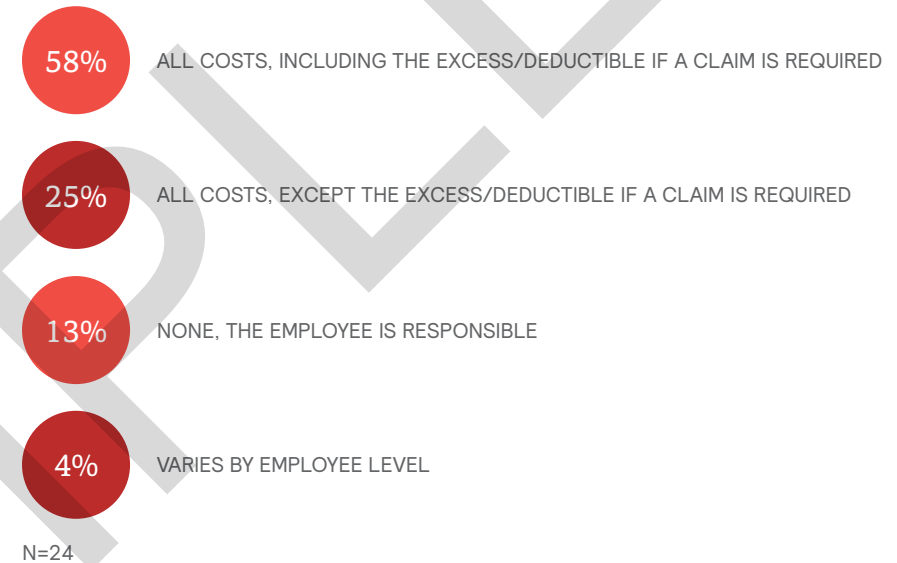 58% ALL COSTS, INCLUDING THE EXCESS/DEDUCTIBLE IF A CLAIM IS REQUIRED
25% ALL COSTS, EXCEPT THE EXCESS/DEDUCTIBLE IF A CLAIM IS REQUIRED
13% NONE, THE EMPLOYEE IS RESPONSIBLE
4% VARIES BY EMPLOYEE LEVEL
N=24